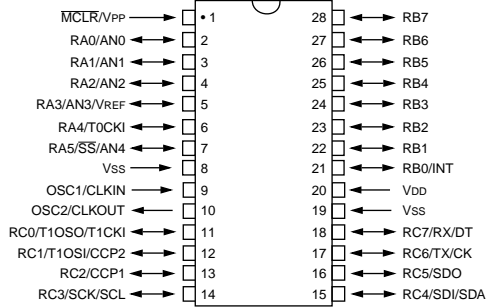 MCLR/VPP 1 28 RB7
RA0/AN0 2 27 RB6
RA1/AN1 3 26 RB5
RA2/AN2 4 25 RB4
RA3/AN3/VREF 5 24 RB3
RA4/T0CKI 6 23 RB2
RA5/SS/AN4 7 22 RB1
VSS 8 21 RB0/INT
OSC1/CLKIN 9 20 VDD
OSC2/CLKOUT 10 19 VSS
RC0/T1OSO/T1CKI 11 18 RC7/RX/DT
RC1/T1OSI/CCP2 12 17 RC6/TX/CK
RC2/CCP1 13 16 RC5/SDO
RC3/SCK/SCL 14 15 RC4/SDI/SDA